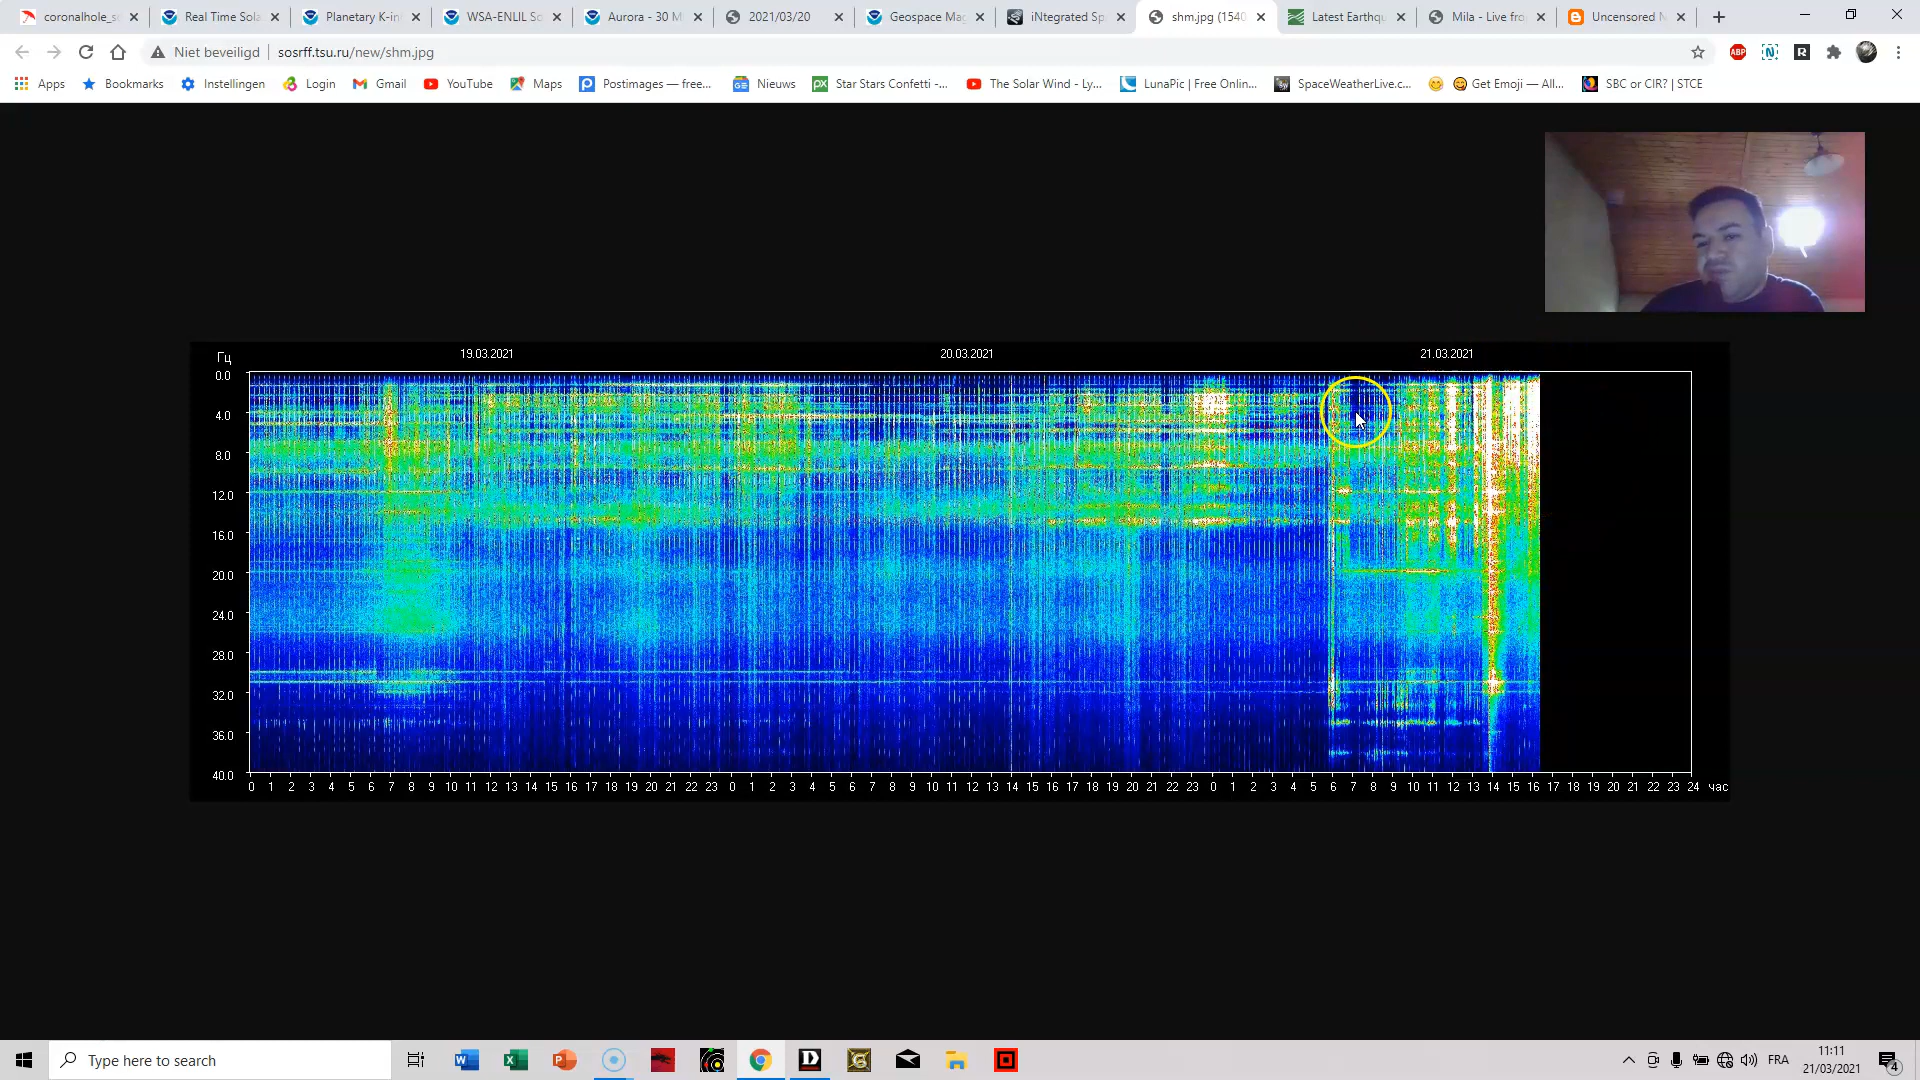 coronalhole_s
Real Time Sola
Planetary K-in
WSA-ENLIL So
Aurora - 30 M
2021/03/20
Geospace Mag
iNtegrated Sp
shm.jpg (1540
Latest Earthqu
Mila - Live fro
Uncensored N
Niet beveiligd
sosrff.tsu.ru/new/shm.jpg
ABP
N
R
Apps
Bookmarks
Instellingen
Login
Gmail
YouTube
Maps
Postimages — free...
Nieuws
Star Stars Confetti -...
The Solar Wind - Ly...
LunaPic | Free Onlin...
SpaceWeatherLive.c...
Get Emoji — All...
SBC or CIR? | STCE
19.03.2021 20.03.2021 21.03.2021
Гц
0.0
4.0
8.0
12.0
16.0
20.0
24.0
28.0
32.0
36.0
40.0
0 1 2 3 4 5 6 7 8 9 10 11 12 13 14 15 16 17 18 19 20 21 22 23 0 1 2 3 4 5 6 7 8 9 10 11 12 13 14 15 16 17 18 19 20 21 22 23 0 1 2 3 4 5 6 7 8 9 10 11 12 13 14 15 16 17 18 19 20 21 22 23 24 час
Type here to search
FRA
11:11
21/03/2021
4